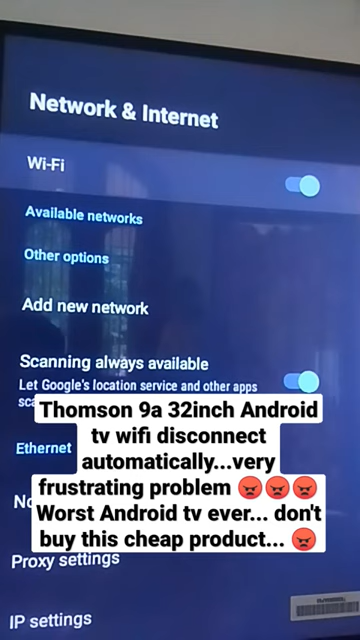 Network & Internet
Wi-Fi
Available networks
Other options
Add new network
Scanning always available
Let Google's location service and other apps
Thomson 9a 32inch Android
tv wifi disconnect
Ethernet
automatically...very
frustrating problem 😡😡😡
Worst Android tv ever... don't
buy this cheap product... 😡
Proxy settings
IP settings